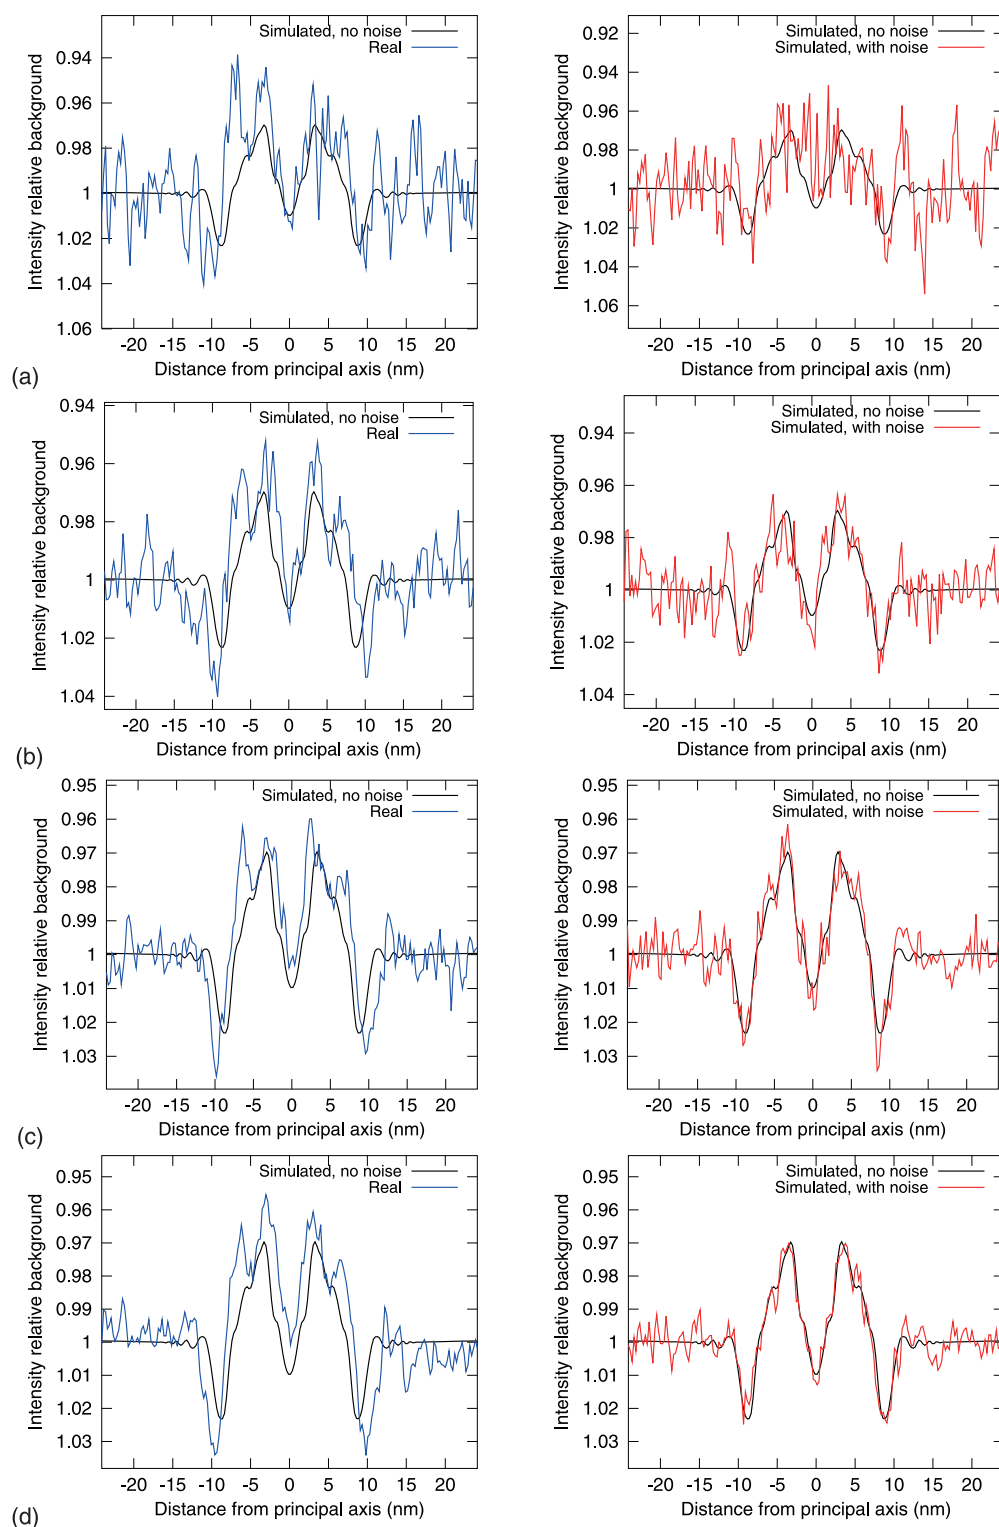 Simulated, no noise
Real
Intensity relative background
0.94
0.96
0.98
1
1.02
1.04
1.06
-20 -15 -10 -5 0 5 10 15 20
Distance from principal axis (nm)
Simulated, no noise
Simulated, with noise
Intensity relative background
0.92
0.94
0.96
0.98
1
1.02
1.04
1.06
-20 -15 -10 -5 0 5 10 15 20
Distance from principal axis (nm)
(a)
Simulated, no noise
Real
Intensity relative background
0.94
0.96
0.98
1
1.02
1.04
-20 -15 -10 -5 0 5 10 15 20
Distance from principal axis (nm)
Simulated, no noise
Simulated, with noise
Intensity relative background
0.94
0.96
0.98
1
1.02
1.04
-20 -15 -10 -5 0 5 10 15 20
Distance from principal axis (nm)
(b)
Simulated, no noise
Real
Intensity relative background
0.95
0.96
0.97
0.98
0.99
1
1.01
1.02
1.03
-20 -15 -10 -5 0 5 10 15 20
Distance from principal axis (nm)
Simulated, no noise
Simulated, with noise
Intensity relative background
0.95
0.96
0.97
0.98
0.99
1
1.01
1.02
1.03
-20 -15 -10 -5 0 5 10 15 20
Distance from principal axis (nm)
(c)
Simulated, no noise
Real
Intensity relative background
0.95
0.96
0.97
0.98
0.99
1
1.01
1.02
1.03
-20 -15 -10 -5 0 5 10 15 20
Distance from principal axis (nm)
Simulated, no noise
Simulated, with noise
Intensity relative background
0.95
0.96
0.97
0.98
0.99
1
1.01
1.02
1.03
-20 -15 -10 -5 0 5 10 15 20
Distance from principal axis (nm)
(d)